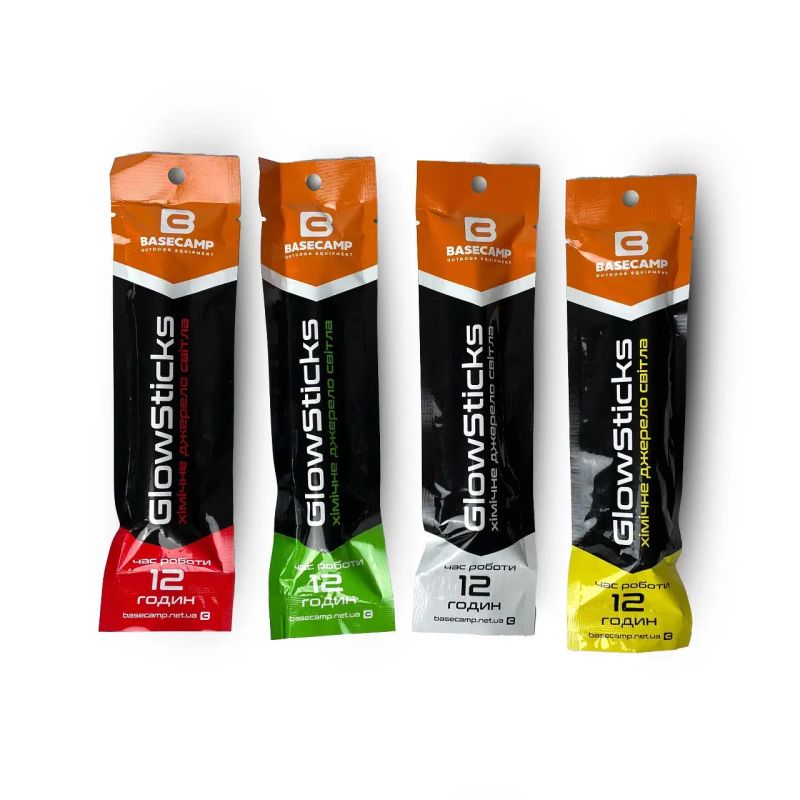 BASECAMP
OUTDOOR EQUIPMENT
GlowSticks
хімічне джерело світла
час роботи
12
годин
basecamp.net.ua
BASECAMP
OUTDOOR EQUIPMENT
GlowSticks
хімічне джерело світла
час роботи
12
годин
basecamp.net.ua
BASECAMP
OUTDOOR EQUIPMENT
GlowSticks
хімічне джерело світла
час роботи
12
годин
basecamp.net.ua
BASECAMP
OUTDOOR EQUIPMENT
GlowSticks
хімічне джерело світла
час роботи
12
годин
basecamp.net.ua